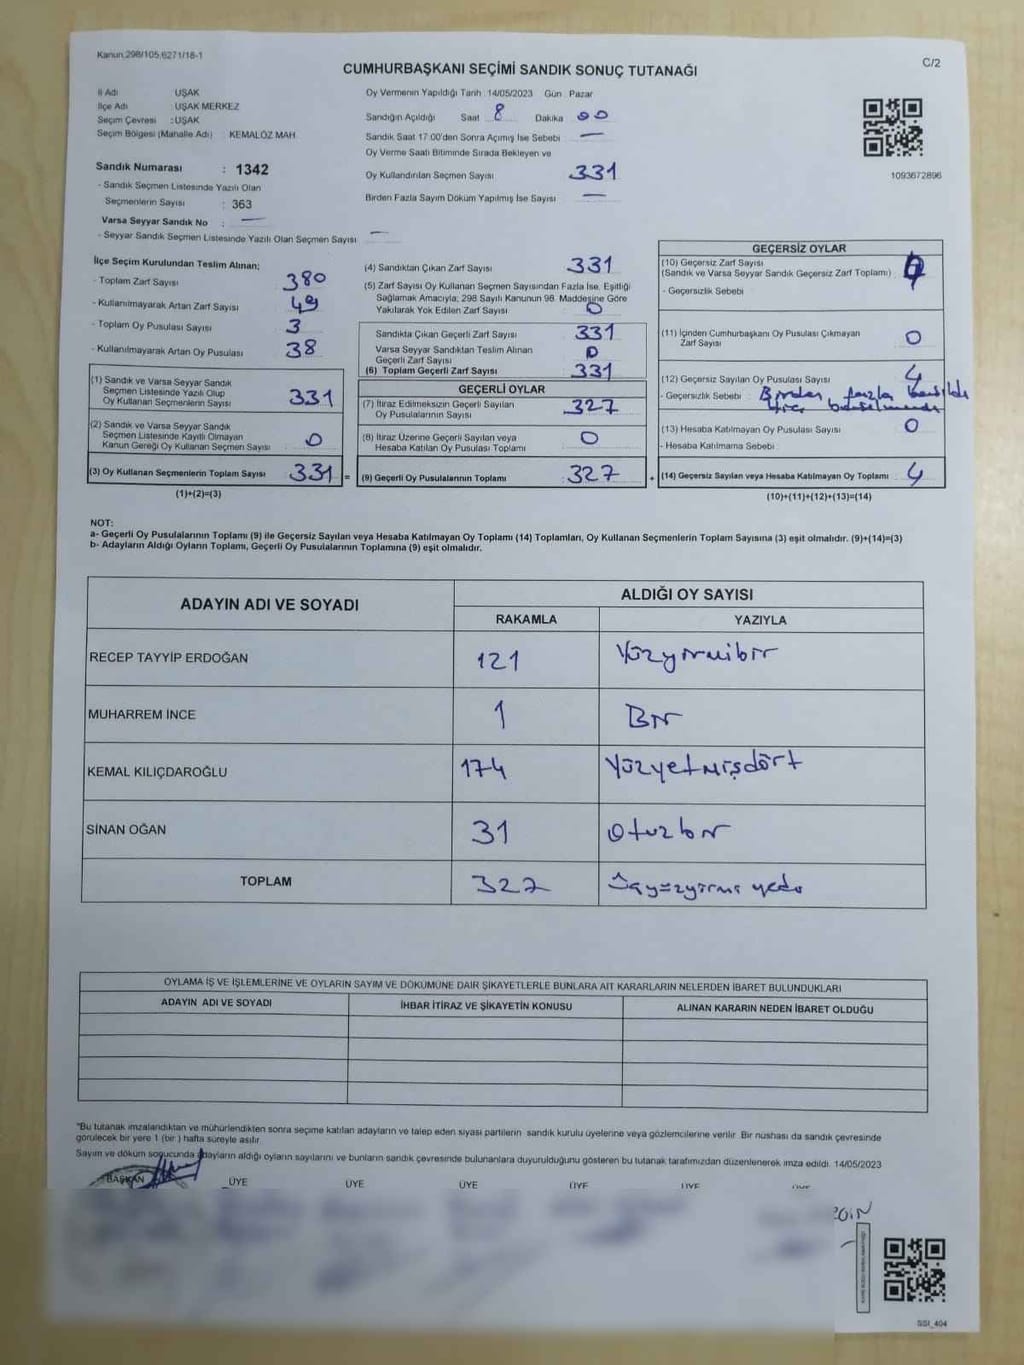 Kanun:298/105,6271/18-1
CUMHURBAŞKANI SEÇİMİ SANDIK SONUÇ TUTANAĞI
C/2
İl Adı UŞAK
İlçe Adı : UŞAK MERKEZ
Seçim Çevresi : UŞAK
Seçim Bölgesi (Mahalle Adı) KEMALÖZ MAH.
Sandık Numarası : 1342
- Sandık Seçmen Listesinde Yazılı Olan
Seçmenlerin Sayısı : 363
Varsa Seyyar Sandık No : —
- Seyyar Sandık Seçmen Listesinde Yazılı Olan Seçmen Sayısı —
Oy Vermenin Yapıldığı Tarih 14/05/2023 Gün Pazar
Sandığın Açıldığı Saat 8 Dakika 00
Sandık Saat 17:00'den Sonra Açımış İse Sebebi —
Oy Verme Saati Bitiminde Sırada Bekleyen ve
Oy Kullandırılan Seçmen Sayısı 331
Birden Fazla Sayım Döküm Yapılmış İse Sayısı —
1093672896
İlçe Seçim Kurulundan Teslim Alınan;
- Toplam Zarf Sayısı 380
- Kullanılmayarak Artan Zarf Sayısı 49
- Toplam Oy Pusulası Sayısı 3
- Kullanılmayarak Artan Oy Pusulası 38
(1) Sandık ve Varsa Seyyar Sandık
Seçmen Listesinde Yazılı Olup
Oy Kullanan Seçmenlerin Sayısı 331
(2) Sandık ve Varsa Seyyar Sandık
Seçmen Listesinde Kayıtlı Olmayan
Kanun Gereği Oy Kullanan Seçmen Sayısı 0
(3) Oy Kullanan Seçmenlerin Toplam Sayısı 331 =
(1)+(2)=(3)
(4) Sandıktan Çıkan Zarf Sayısı 331
(5) Zarf Sayısı Oy Kullanan Seçmen Sayısından Fazla İse, Eşitliği
Sağlamak Amacıyla; 298 Sayılı Kanunun 98. Maddesine Göre
Yakılarak Yok Edilen Zarf Sayısı 0
Sandıkta Çıkan Geçerli Zarf Sayısı 331
Varsa Seyyar Sandıktan Teslim Alınan
Geçerli Zarf Sayısı 0
(6) Toplam Geçerli Zarf Sayısı 331
GEÇERLİ OYLAR
(7) İtiraz Edilmeksizin Geçerli Sayılan
Oy Pusulalarının Sayısı 327
(8) İtiraz Üzerine Geçerli Sayılan veya
Hesaba Katılan Oy Pusulası Toplamı 0
(9) Geçerli Oy Pusulalarının Toplamı 327 +
GEÇERSİZ OYLAR
(10) Geçersiz Zarf Sayısı
(Sandık ve Varsa Seyyar Sandık Geçersiz Zarf Toplamı)
- Geçersizlik Sebebi
(11) İçinden Cumhurbaşkanı Oy Pusulası Çıkmayan
Zarf Sayısı 0
(12) Geçersiz Sayılan Oy Pusulası Sayısı 4
- Geçersizlik Sebebi : Birden fazla
(13) Hesaba Katılmayan Oy Pusulası Sayısı 0
- Hesaba Katılmama Sebebi :
(14) Geçersiz Sayılan veya Hesaba Katılmayan Oy Toplamı 4
(10)+(11)+(12)+(13)=(14)
NOT:
a- Geçerli Oy Pusulalarının Toplamı (9) ile Geçersiz Sayılan veya Hesaba Katılmayan Oy Toplamı (14) Toplamları, Oy Kullanan Seçmenlerin Toplam Sayısına (3) eşit olmalıdır. (9)+(14)=(3)
b- Adayların Aldığı Oyların Toplamı, Geçerli Oy Pusulalarının Toplamına (9) eşit olmalıdır.
ADAYIN ADI VE SOYADI ALDIĞI OY SAYISI
RAKAMLA YAZIYLA
RECEP TAYYİP ERDOĞAN 121 Yüzyirmibir
MUHARREM İNCE 1 Bir
KEMAL KILIÇDAROĞLU 174 Yüzyetmişdört
SİNAN OĞAN 31 Otuzbir
TOPLAM 327 Üçyüzyirmi yedi
OYLAMA İŞ VE İŞLEMLERİNE VE OYLARIN SAYIM VE DÖKÜMÜNE DAİR ŞİKAYETLERLE BUNLARA AİT KARARLARIN NELERDEN İBARET BULUNDUKLARI
ADAYIN ADI VE SOYADI İHBAR İTİRAZ VE ŞİKAYETİN KONUSU ALINAN KARARIN NEDEN İBARET OLDUĞU
"Bu tutanak imzalandıktan ve mühürlendikten sonra seçime katılan adayların ve talep eden siyasi partilerin sandık kurulu üyelerine veya gözlemcilerine verilir. Bir nüshası da sandık çevresinde
görülecek bir yere 1 (bir ) hafta süreyle asılır.
Sayım ve döküm sonucunda adayların aldığı oyların sayılarını ve bunların sandık çevresinde bulunanlara duyurulduğunu gösteren bu tutanak tarafımızdan düzenlenerek imza edildi. 14/05/2023
BAŞKAN ÜYE ÜYE ÜYE ÜYE ÜYE
SSI_404